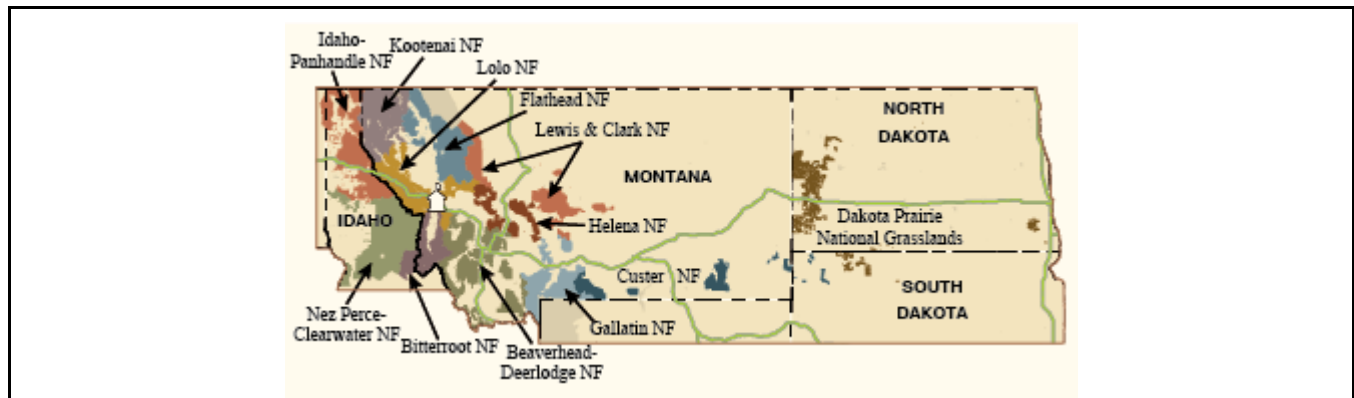 Idaho-
Panhandle NF
Kootenai NF
Lolo NF
Flathead NF
Lewis & Clark NF
NORTH
DAKOTA
MONTANA
IDAHO
Helena NF
Dakota Prairie
National Grasslands
Custer NF
SOUTH
DAKOTA
Nez Perce-
Clearwater NF
Bitterroot NF
Beaverhead-
Deerlodge NF
Gallatin NF